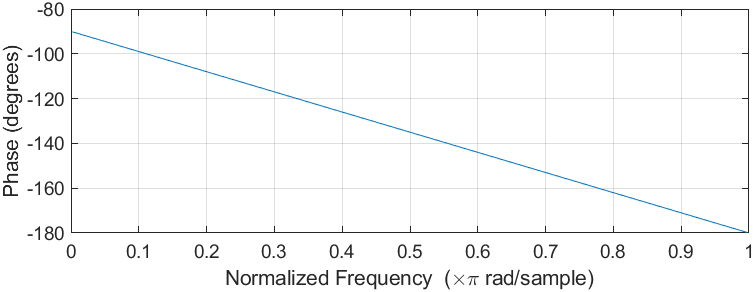 -80
-100
-120
-140
-160
-180
Phase (degrees)
0 0.1 0.2 0.3 0.4 0.5 0.6 0.7 0.8 0.9 1
Normalized Frequency (×π rad/sample)